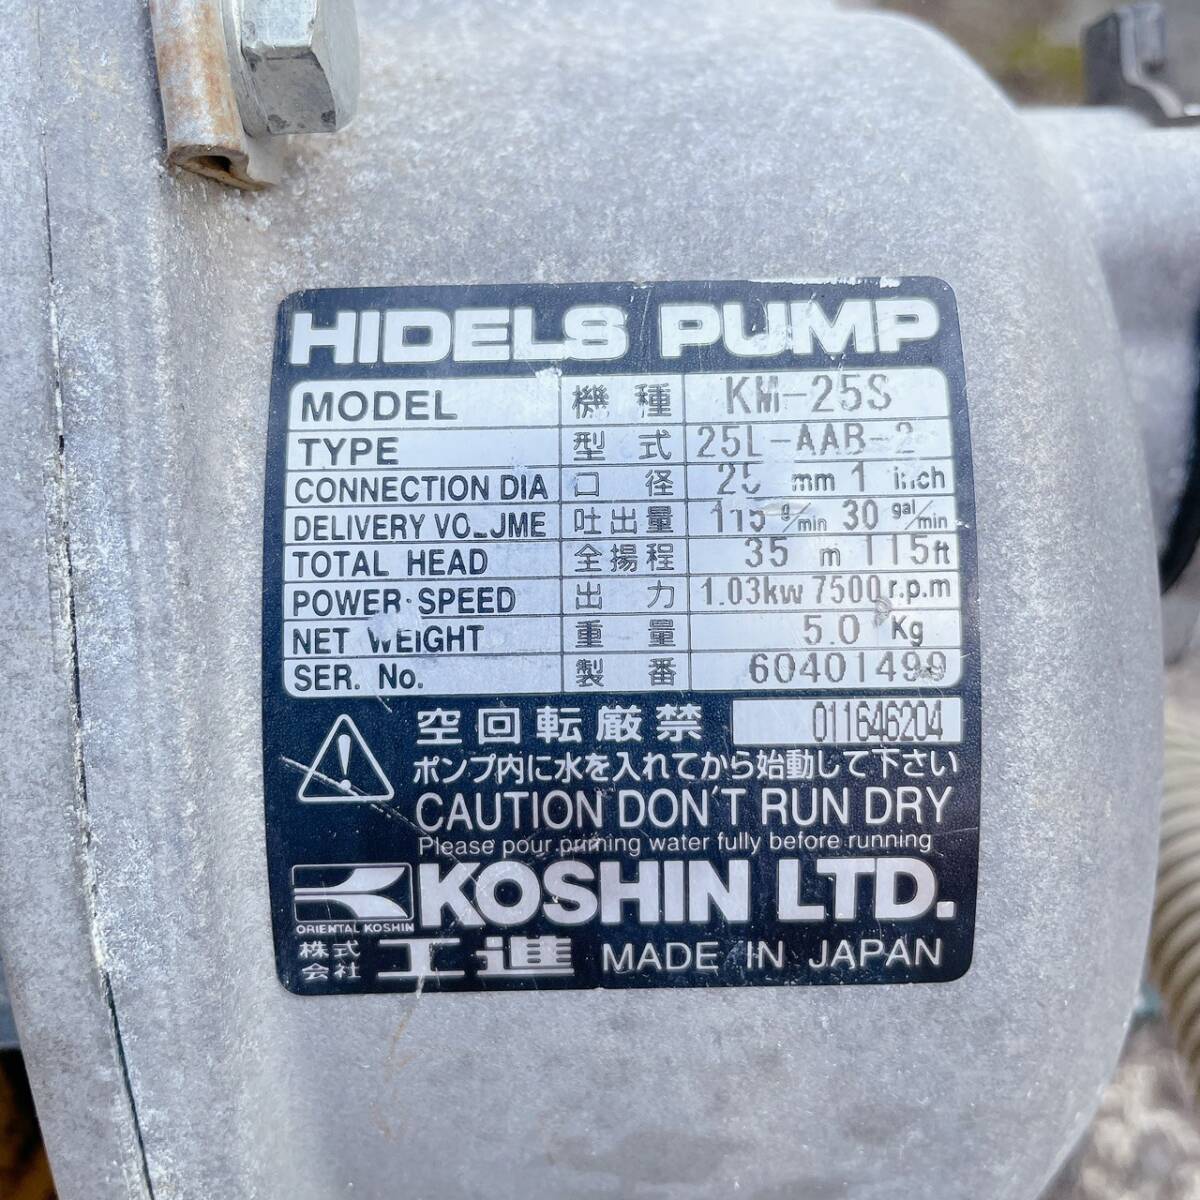 HIDELS PUMP
MODEL 機種 KM-25S
TYPE 型式 25L-AAB-2
CONNECTION DIA 口径 25 mm 1 inch
DELIVERY VOLUME 吐出量 115 ℓ/min 30 gal/min
TOTAL HEAD 全揚程 35 m 115ft
POWER·SPEED 出力 1.03kw 7500 r.p.m
NET WEIGHT 重量 5.0 Kg
SER. No. 製番 60401499
空回転厳禁 011646204
ポンプ内に水を入れてから始動して下さい
CAUTION DON'T RUN DRY
Please pour priming water fully before running
KOSHIN LTD.
ORIENTAL KOSHIN
株式会社 工進 MADE IN JAPAN